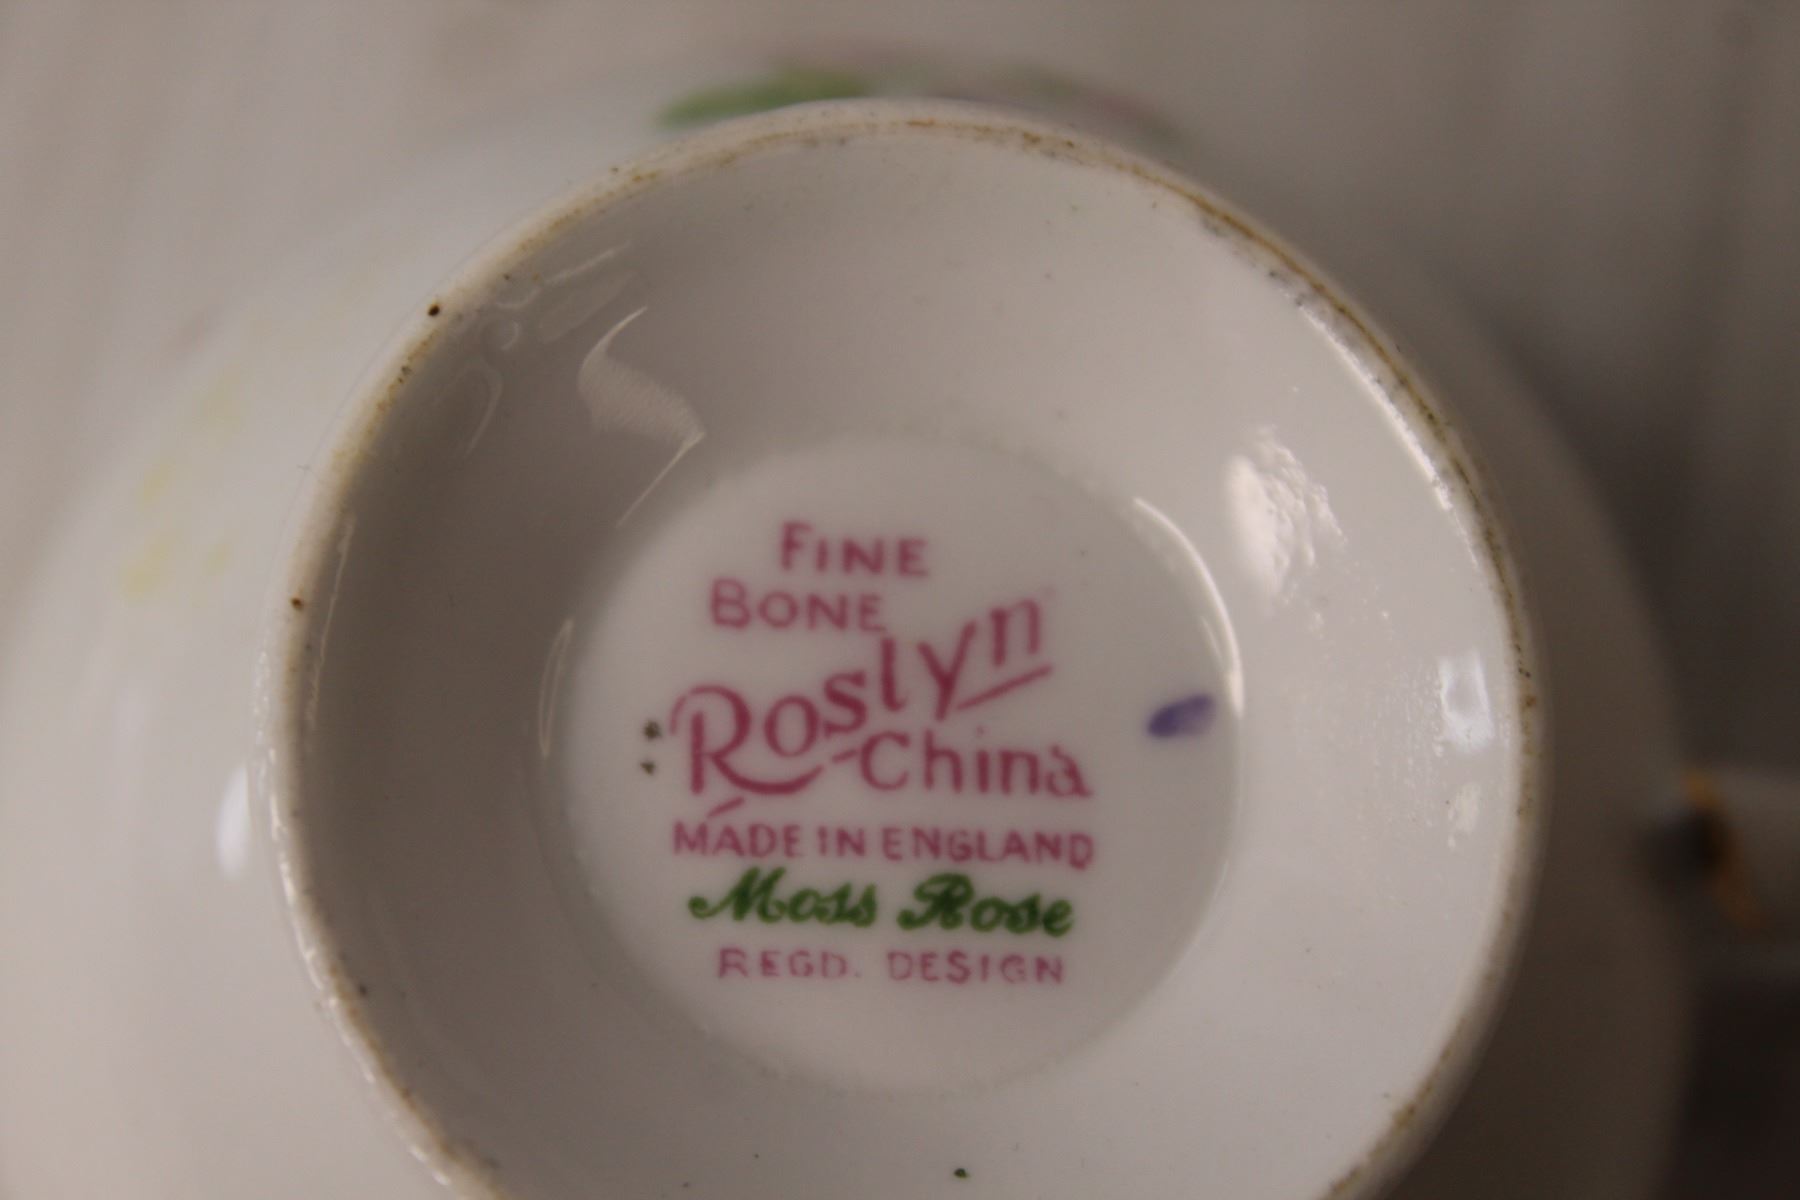 FINE
BONE
Roslyn
China
MADE IN ENGLAND
Moss Rose
REGD. DESIGN